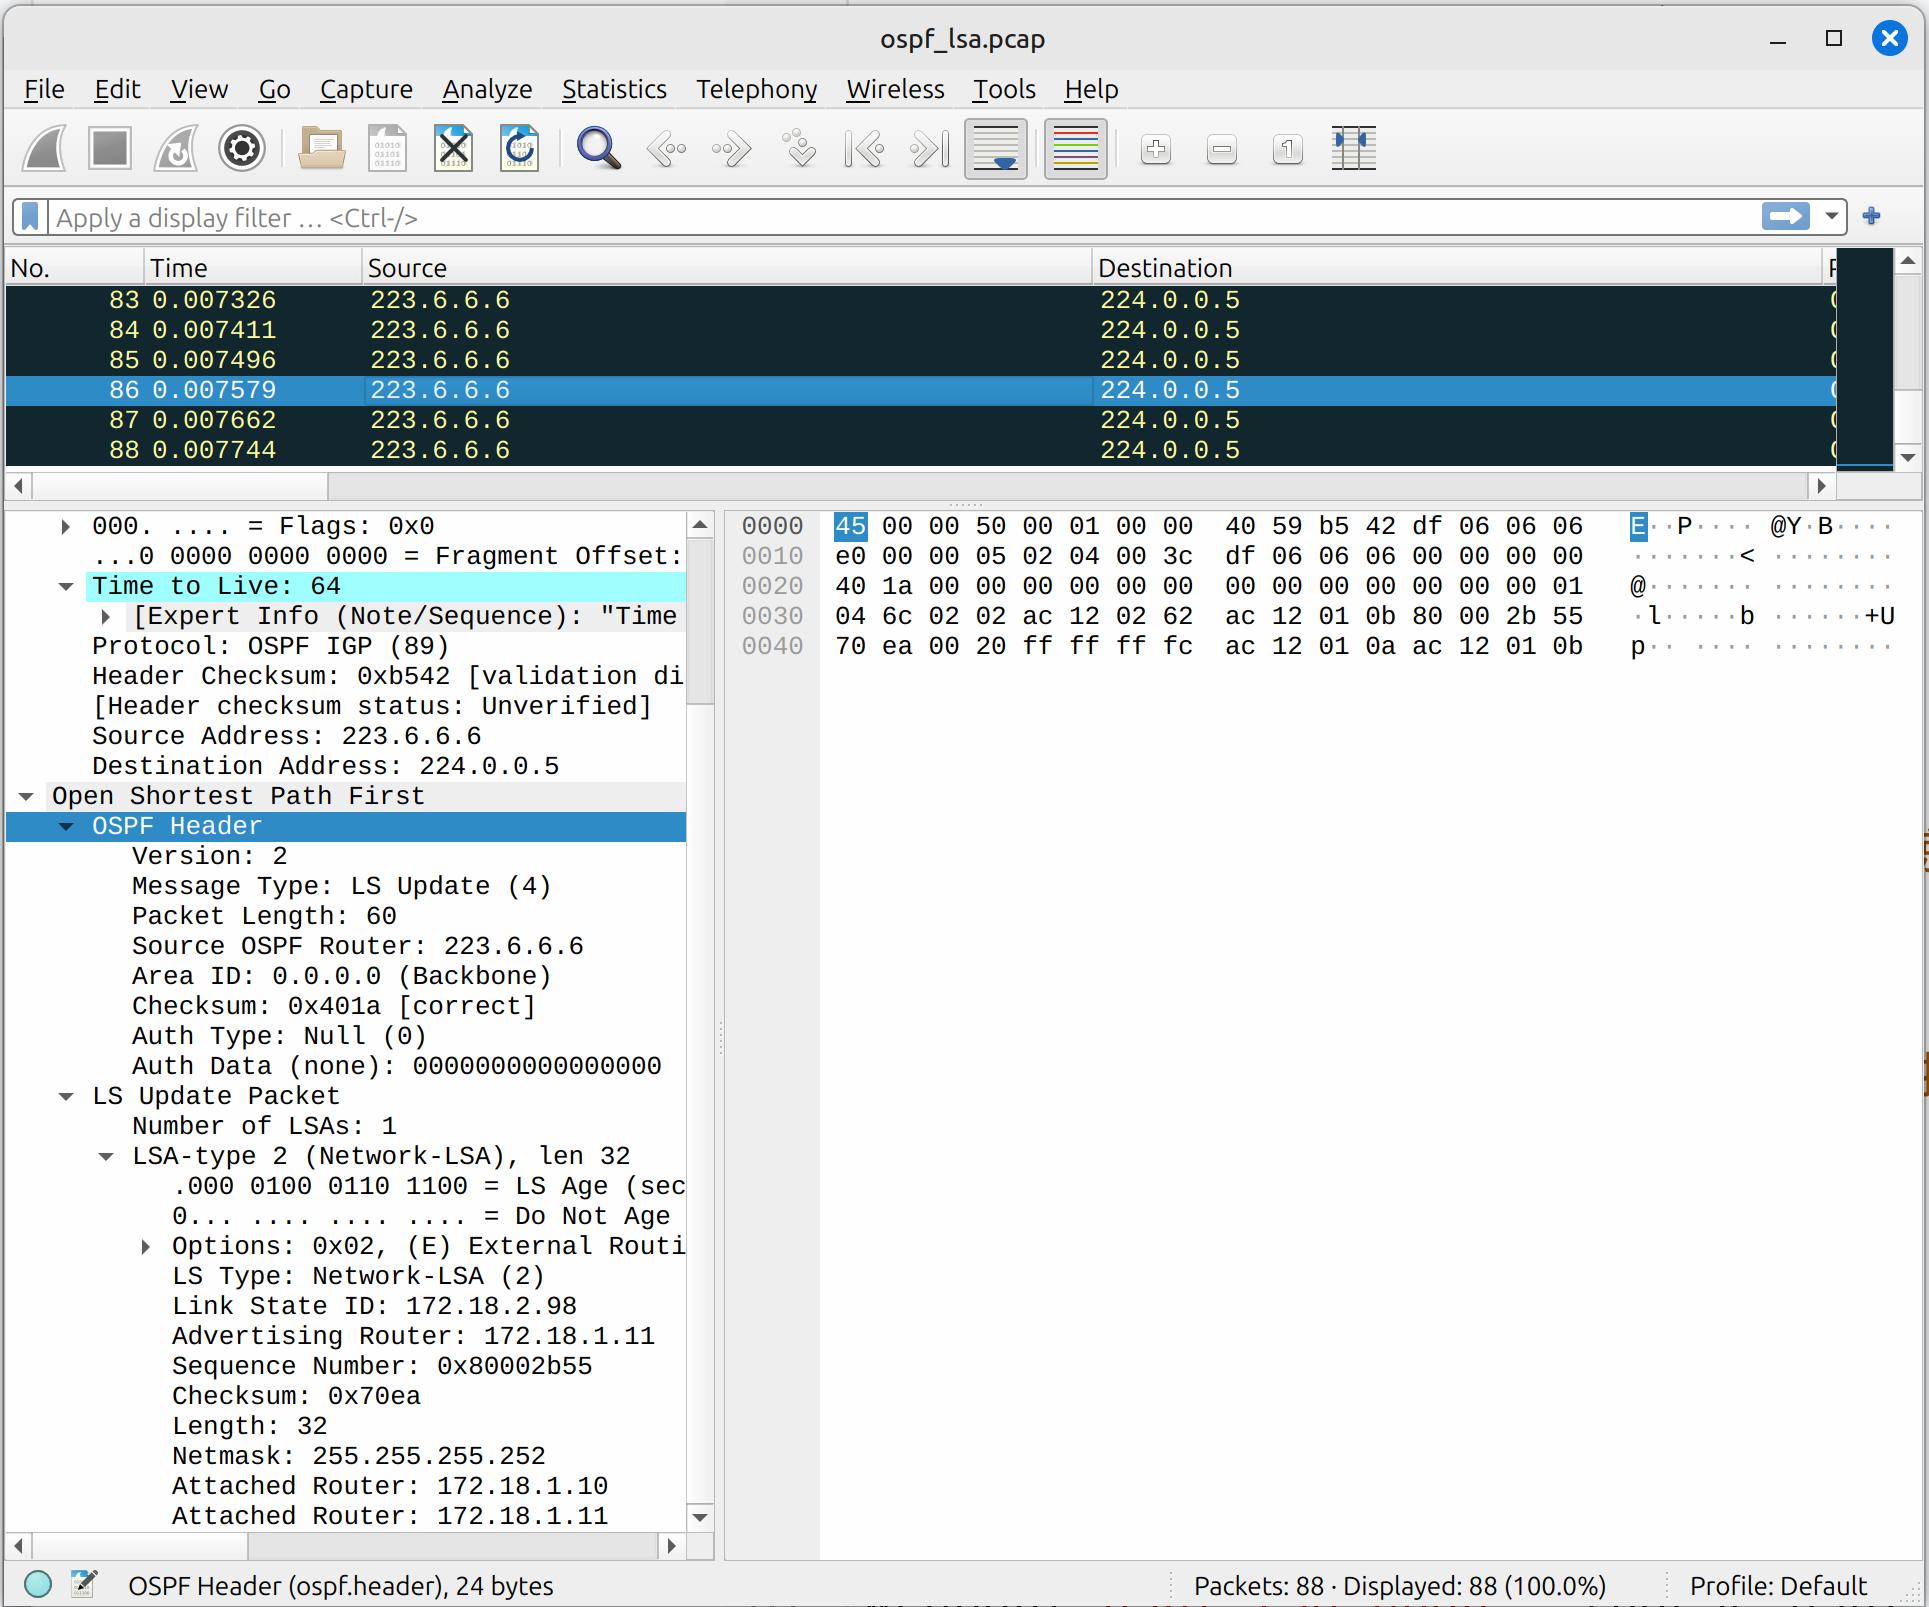 ospf_lsa.pcap
File Edit View Go Capture Analyze Statistics Telephony Wireless Tools Help
Apply a display filter … <Ctrl-/>
No. Time Source Destination
83 0.007326 223.6.6.6 224.0.0.5
84 0.007411 223.6.6.6 224.0.0.5
85 0.007496 223.6.6.6 224.0.0.5
86 0.007579 223.6.6.6 224.0.0.5
87 0.007662 223.6.6.6 224.0.0.5
88 0.007744 223.6.6.6 224.0.0.5
000. .... = Flags: 0x0
...0 0000 0000 0000 = Fragment Offset:
Time to Live: 64
[Expert Info (Note/Sequence): "Time
Protocol: OSPF IGP (89)
Header Checksum: 0xb542 [validation di
[Header checksum status: Unverified]
Source Address: 223.6.6.6
Destination Address: 224.0.0.5
Open Shortest Path First
OSPF Header
Version: 2
Message Type: LS Update (4)
Packet Length: 60
Source OSPF Router: 223.6.6.6
Area ID: 0.0.0.0 (Backbone)
Checksum: 0x401a [correct]
Auth Type: Null (0)
Auth Data (none): 0000000000000000
LS Update Packet
Number of LSAs: 1
LSA-type 2 (Network-LSA), len 32
.000 0100 0110 1100 = LS Age (sec
0... .... .... .... = Do Not Age
Options: 0x02, (E) External Routi
LS Type: Network-LSA (2)
Link State ID: 172.18.2.98
Advertising Router: 172.18.1.11
Sequence Number: 0x80002b55
Checksum: 0x70ea
Length: 32
Netmask: 255.255.255.252
Attached Router: 172.18.1.10
Attached Router: 172.18.1.11
0000 45 00 00 50 00 01 00 00 40 59 b5 42 df 06 06 06 E··P···· @Y·B····
0010 e0 00 00 05 02 04 00 3c df 06 06 06 00 00 00 00 ·······< ········
0020 40 1a 00 00 00 00 00 00 00 00 00 00 00 00 00 01 @······· ········
0030 04 6c 02 02 ac 12 02 62 ac 12 01 0b 80 00 2b 55 ·l·····b ······+U
0040 70 ea 00 20 ff ff ff fc ac 12 01 0a ac 12 01 0b p·· ···· ········
OSPF Header (ospf.header), 24 bytes
Packets: 88 · Displayed: 88 (100.0%)
Profile: Default